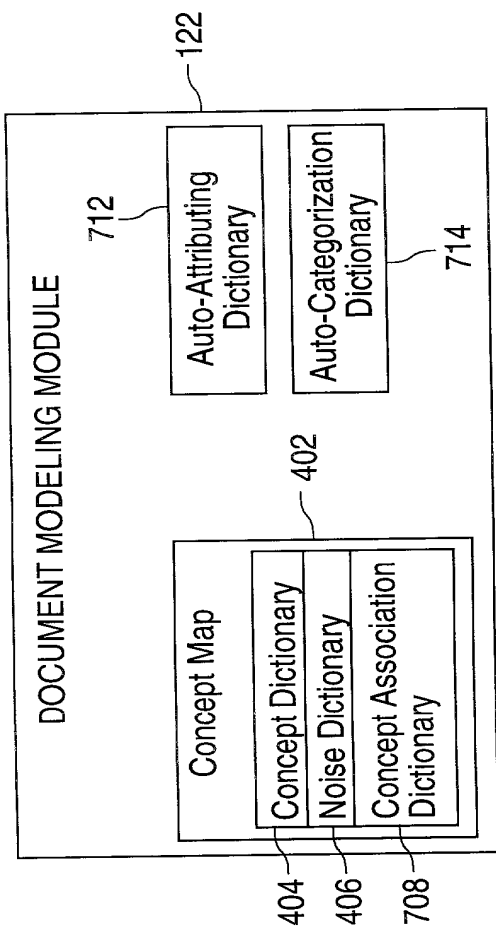 DOCUMENT MODELING MODULE
122
Concept Map
402
404
Concept Dictionary
406
Noise Dictionary
708
Concept Association
Dictionary
712
Auto-Attributing
Dictionary
Auto-Categorization
Dictionary
714